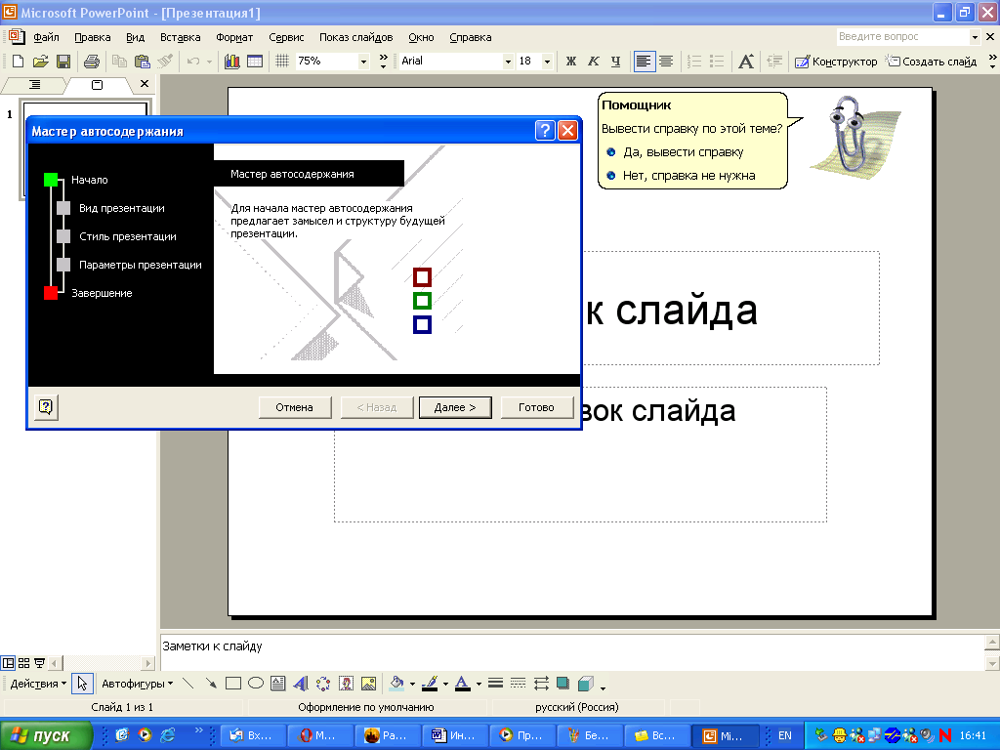 Microsoft PowerPoint - [Презентация1]
Файл Правка Вид Вставка Формат Сервис Показ слайдов Окно Справка Введите вопрос
75% Arial 18 Ж К Ч Конструктор Создать слайд
1
Мастер автосодержания
Начало
Вид презентации
Стиль презентации
Параметры презентации
Завершение
Мастер автосодержания
Для начала мастер автосодержания
предлагает замысел и структуру будущей
презентации.
Отмена < Назад Далее > Готово
Помощник
Вывести справку по этой теме?
Да, вывести справку
Нет, справка не нужна
к слайда
вок слайда
Заметки к слайду
Действия Автофигуры
Слайд 1 из 1 Оформление по умолчанию русский (Россия)
пуск Вх... М... Ра... Ин... Пр... Бе... Вс... Mi... EN 16:41